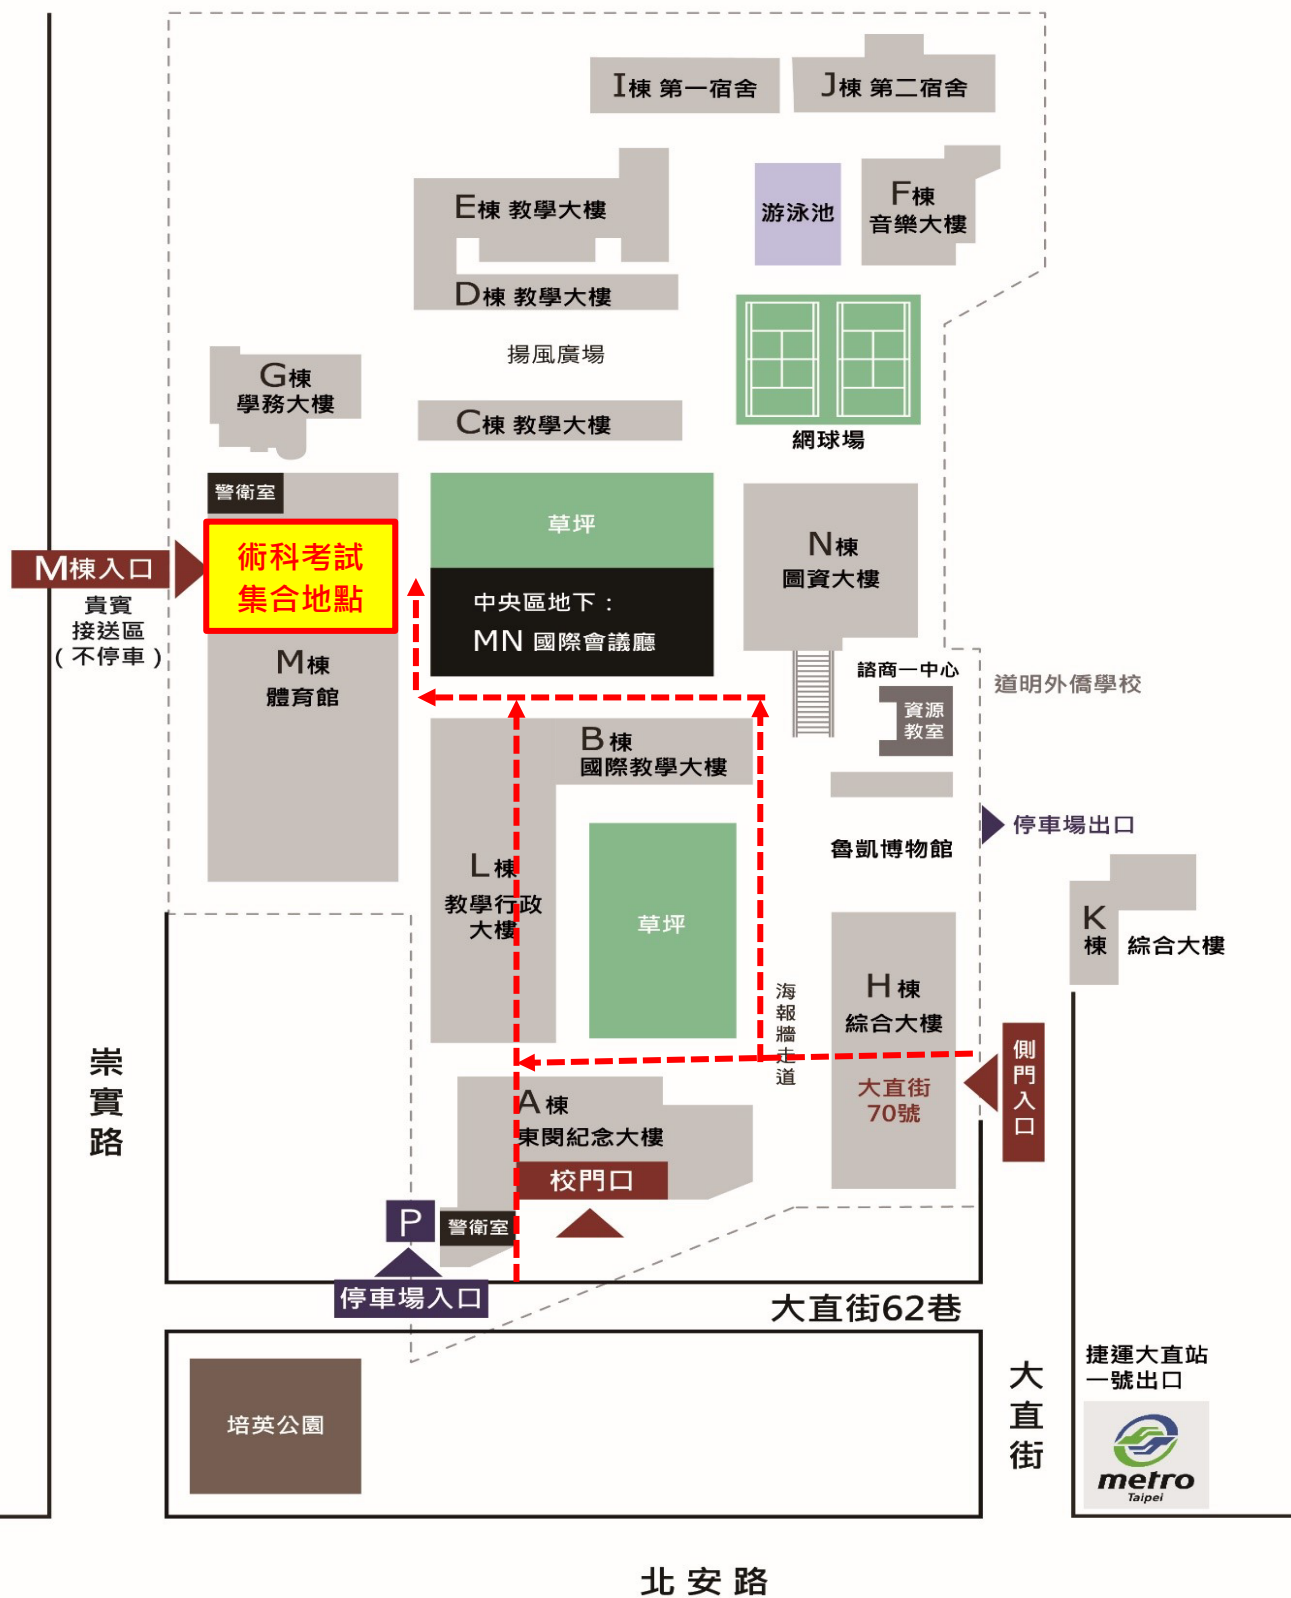 I棟 第一宿舍
J棟 第二宿舍
E棟 教學大樓
游泳池
F棟
音樂大樓
D棟 教學大樓
揚風廣場
G棟
學務大樓
C棟 教學大樓
網球場
警衛室
草坪
術科考試
集合地點
M棟入口
貴賓
接送區
(不停車)
N棟
圖資大樓
中央區地下:
MN 國際會議廳
M棟
體育館
諮商一中心
資源
教室
道明外僑學校
B棟
國際教學大樓
停車場出口
魯凱博物館
L棟
教學行政
大樓
草坪
K
棟 綜合大樓
H棟
綜合大樓
海報牆走道
側門入口
大直街
70號
崇實路
A棟
東閔紀念大樓
校門口
P
警衛室
停車場入口
大直街62巷
捷運大直站
一號出口
大直街
培英公園
metro
Taipei
北安路